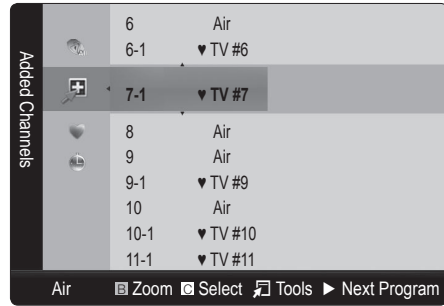 Added Channels
6 Air
6-1 ♥ TV #6
7-1 ♥ TV #7
8 Air
9 Air
9-1 ♥ TV #9
10 Air
10-1 ♥ TV #10
11-1 ♥ TV #11
Air B Zoom C Select Tools ► Next Program